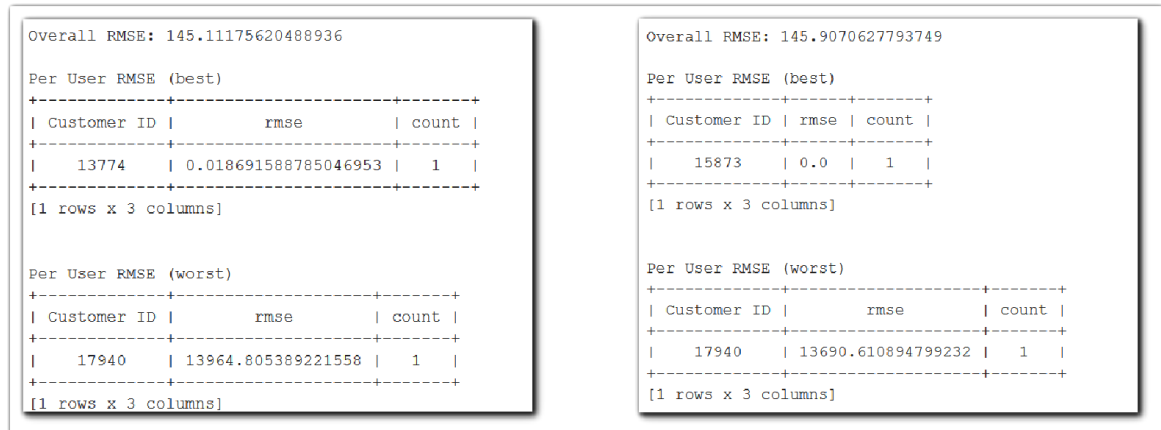 Overall RMSE: 145.11175620488936
Per User RMSE (best)
+-------------+----------------------+-------+
| Customer ID |         rmse         | count |
+-------------+----------------------+-------+
|    13774    | 0.018691588785046953 |   1   |
+-------------+----------------------+-------+
[1 rows x 3 columns]
Per User RMSE (worst)
+-------------+--------------------+-------+
| Customer ID |        rmse        | count |
+-------------+--------------------+-------+
|    17940    | 13964.805389221558 |   1   |
+-------------+--------------------+-------+
[1 rows x 3 columns]
Overall RMSE: 145.9070627793749
Per User RMSE (best)
+-------------+------+-------+
| Customer ID | rmse | count |
+-------------+------+-------+
|    15873    | 0.0  |   1   |
+-------------+------+-------+
[1 rows x 3 columns]
Per User RMSE (worst)
+-------------+--------------------+-------+
| Customer ID |        rmse        | count |
+-------------+--------------------+-------+
|    17940    | 13690.610894799232 |   1   |
+-------------+--------------------+-------+
[1 rows x 3 columns]